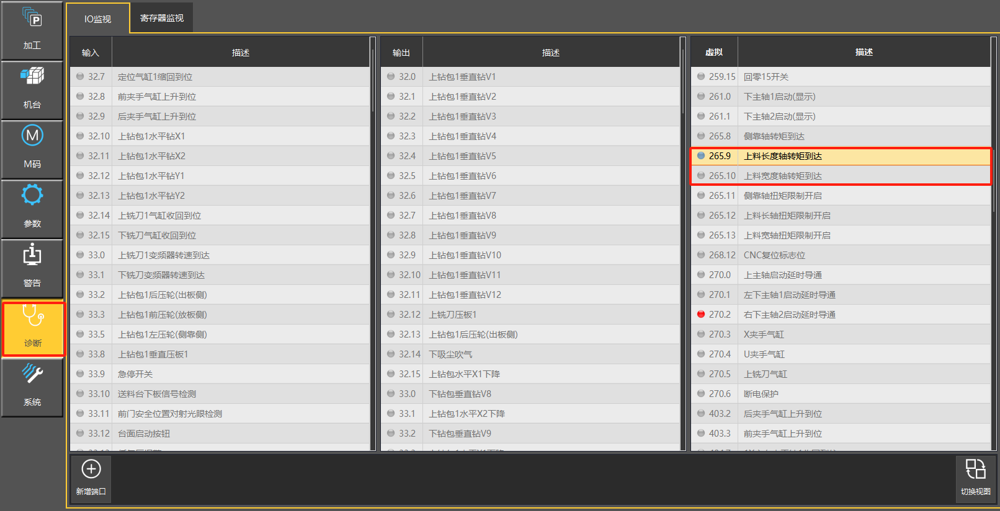 加工
机台
M
M码
参数
警告
诊断
系统
IO监视
寄存器监视
输入 描述
32.7 定位气缸1缩回到位
32.8 前夹手气缸上升到位
32.9 后夹手气缸上升到位
32.10 上钻包1水平钻X1
32.11 上钻包1水平钻X2
32.12 上钻包1水平钻Y1
32.13 上钻包1水平钻Y2
32.14 上铣刀1气缸收回到位
32.15 下铣刀气缸收回到位
33.0 上铣刀1变频器转速到达
33.1 下铣刀变频器转速到达
33.2 上钻包1后压轮(出板侧)
33.3 上钻包1前压轮(放板侧)
33.5 上钻包1左压轮(侧靠侧)
33.8 上钻包1垂直压板1
33.9 急停开关
33.10 送料台下板信号检测
33.11 前门安全位置对射光眼检测
33.12 台面启动按钮
输出 描述
32.0 上钻包1垂直钻V1
32.1 上钻包1垂直钻V2
32.2 上钻包1垂直钻V3
32.3 上钻包1垂直钻V4
32.4 上钻包1垂直钻V5
32.5 上钻包1垂直钻V6
32.6 上钻包1垂直钻V7
32.7 上钻包1垂直钻V8
32.8 上钻包1垂直钻V9
32.9 上钻包1垂直钻V10
32.10 上钻包1垂直钻V11
32.11 上钻包1垂直钻V12
32.12 上铣刀压板1
32.13 上钻包1后压轮(出板侧)
32.14 下吸尘吹气
32.15 上钻包水平X1下降
33.0 下钻包垂直钻V8
33.1 上钻包1水平X2下降
33.2 下钻包垂直钻V9
虚拟 描述
259.15 回零15开关
261.0 下主轴1启动(显示)
261.1 下主轴2启动(显示)
265.8 侧靠轴转矩到达
265.9 上料长度轴转矩到达
265.10 上料宽度轴转矩到达
265.11 侧靠轴扭矩限制开启
265.12 上料长轴扭矩限制开启
265.13 上料宽轴扭矩限制开启
268.12 CNC复位标志位
270.0 上主轴启动延时导通
270.1 左下主轴1启动延时导通
270.2 右下主轴2启动延时导通
270.3 X夹手气缸
270.4 U夹手气缸
270.5 上铣刀气缸
270.6 断电保护
403.2 后夹手气缸上升到位
403.3 前夹手气缸上升到位
新增端口
切换视图